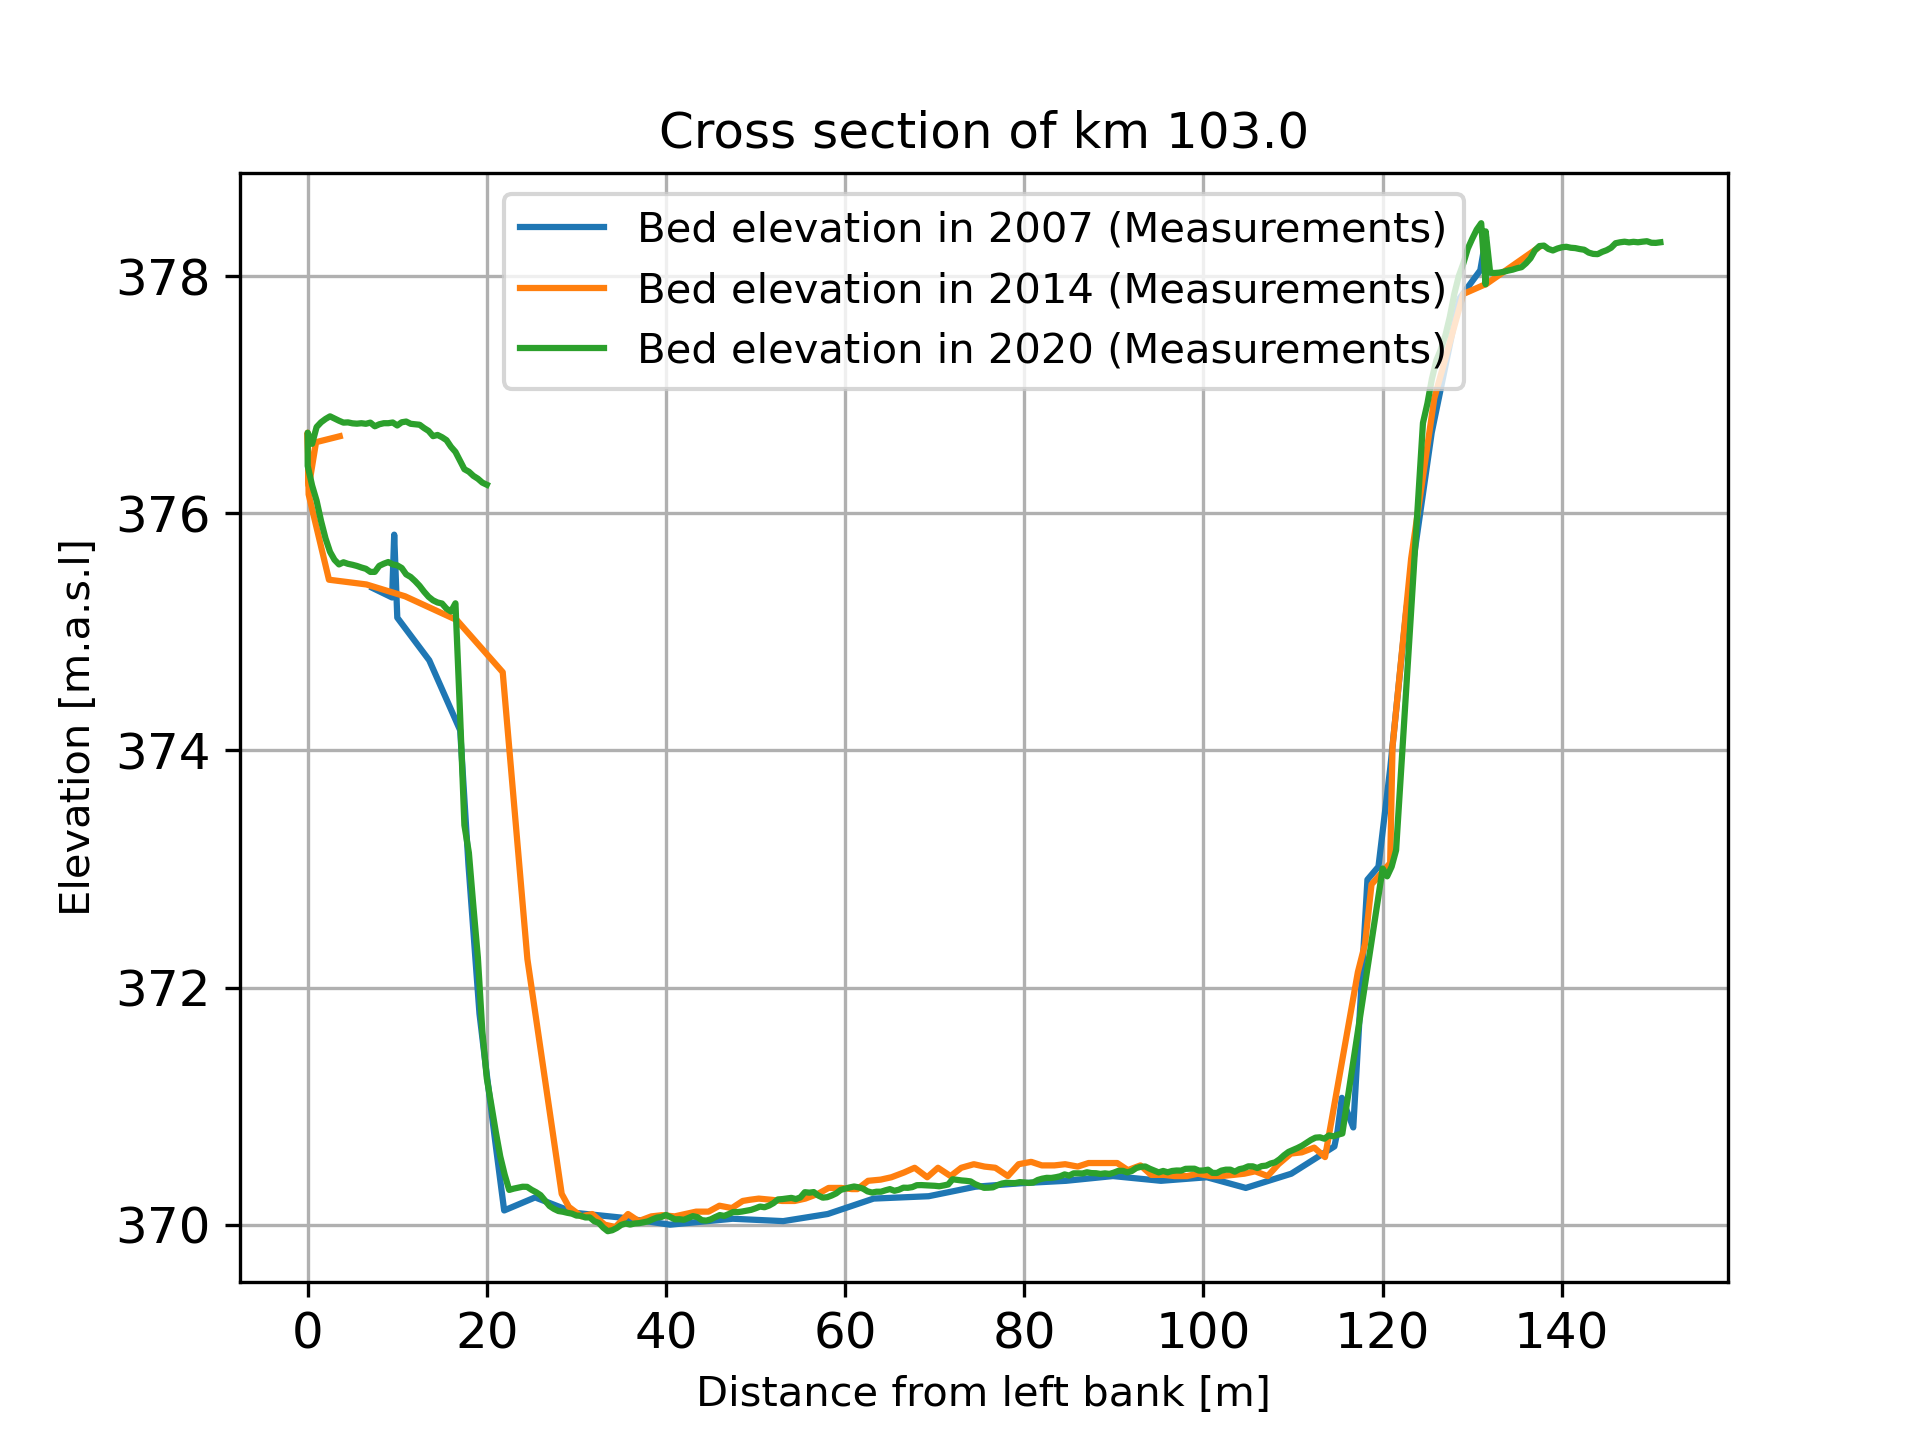 Cross section of km 103.0
Bed elevation in 2007 (Measurements)
Bed elevation in 2014 (Measurements)
Bed elevation in 2020 (Measurements)
378
376
374
372
370
Elevation [m.a.s.l]
0 20 40 60 80 100 120 140
Distance from left bank [m]